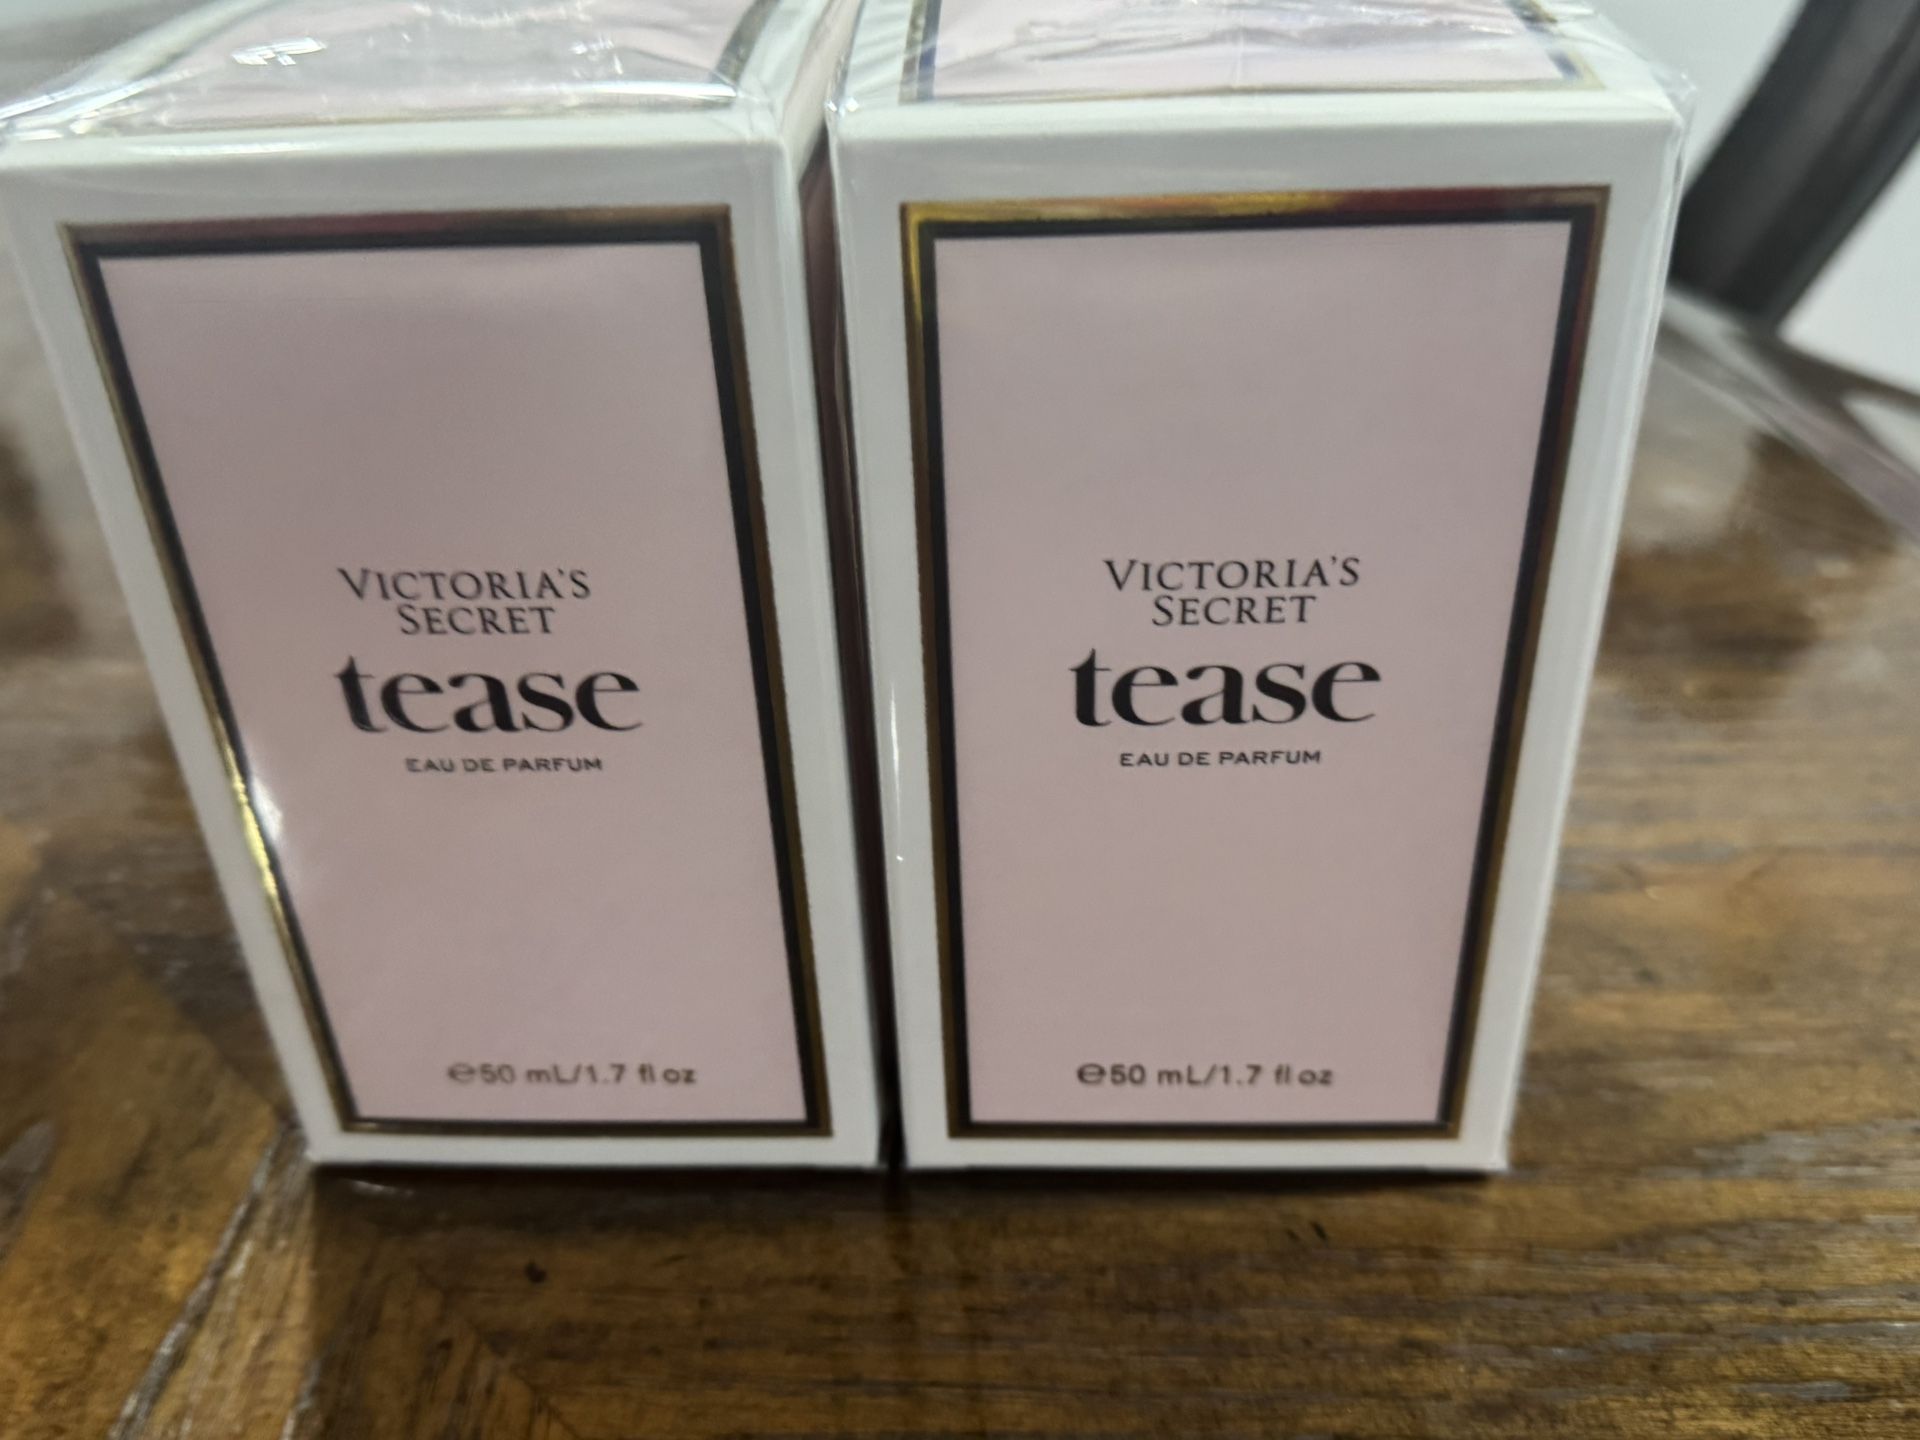 VICTORIA'S
SECRET
tease
EAU DE PARFUM
℮50 mL/1.7 fl oz
VICTORIA'S
SECRET
tease
EAU DE PARFUM
℮50 mL/1.7 fl oz